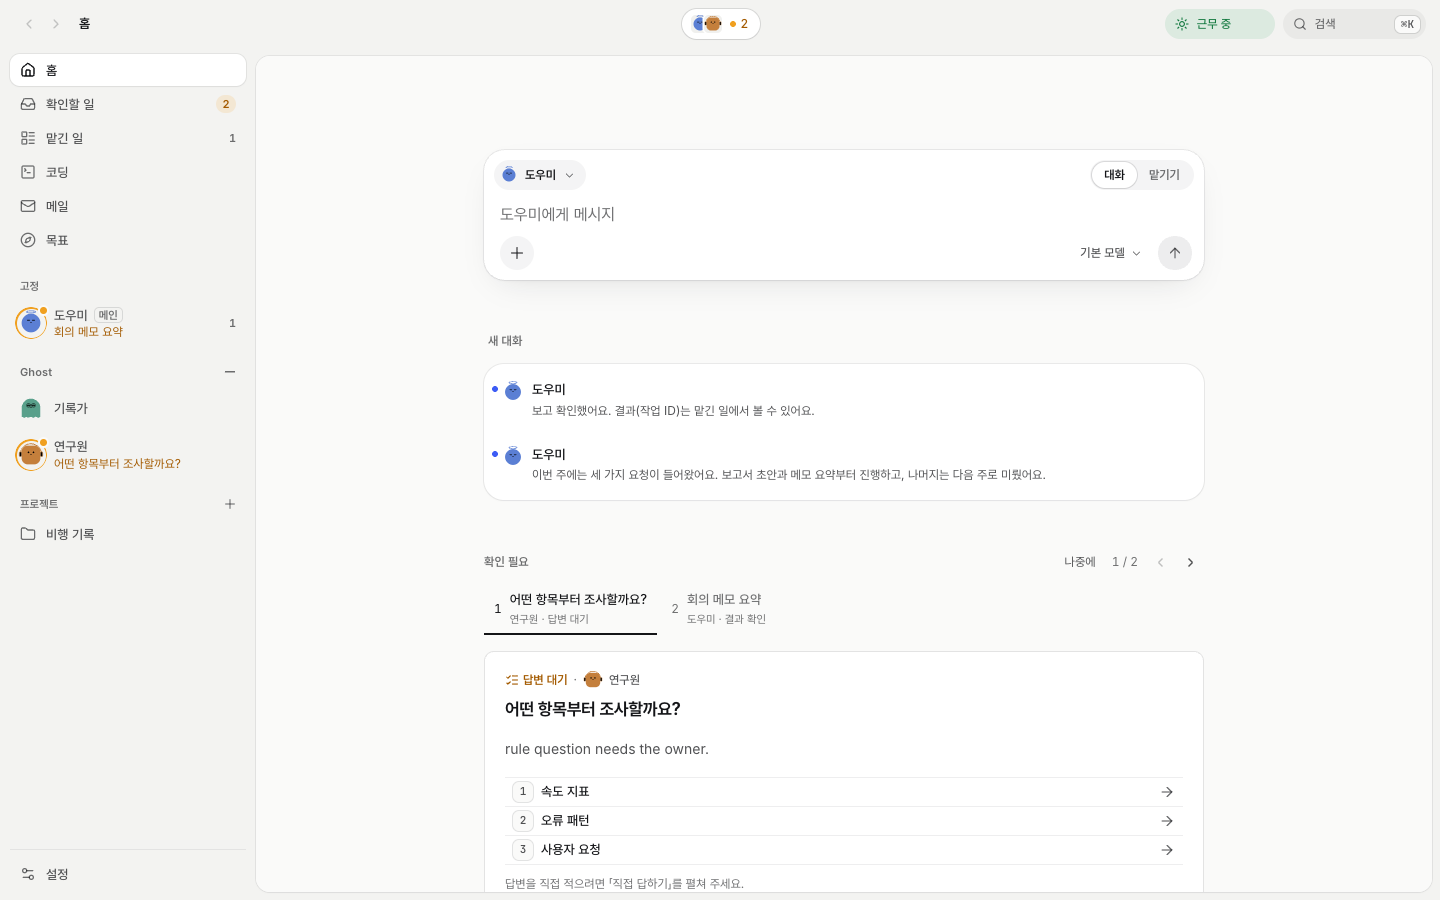 홈
2
근무 중
검색
⌘K
홈
확인할 일
2
맡긴 일
1
코딩
메일
목표
고정
도우미
메인
회의 메모 요약
1
Ghost
기록가
연구원
어떤 항목부터 조사할까요?
프로젝트
비행 기록
설정
도우미
대화
맡기기
도우미에게 메시지
기본 모델
새 대화
도우미
보고 확인했어요. 결과(작업 ID)는 맡긴 일에서 볼 수 있어요.
도우미
이번 주에는 세 가지 요청이 들어왔어요. 보고서 초안과 메모 요약부터 진행하고, 나머지는 다음 주로 미뤘어요.
확인 필요
나중에
1 / 2
1
어떤 항목부터 조사할까요?
연구원 · 답변 대기
2
회의 메모 요약
도우미 · 결과 확인
답변 대기 · 연구원
어떤 항목부터 조사할까요?
rule question needs the owner.
1 속도 지표
2 오류 패턴
3 사용자 요청
답변을 직접 적으려면 「직접 답하기」를 펼쳐 주세요.